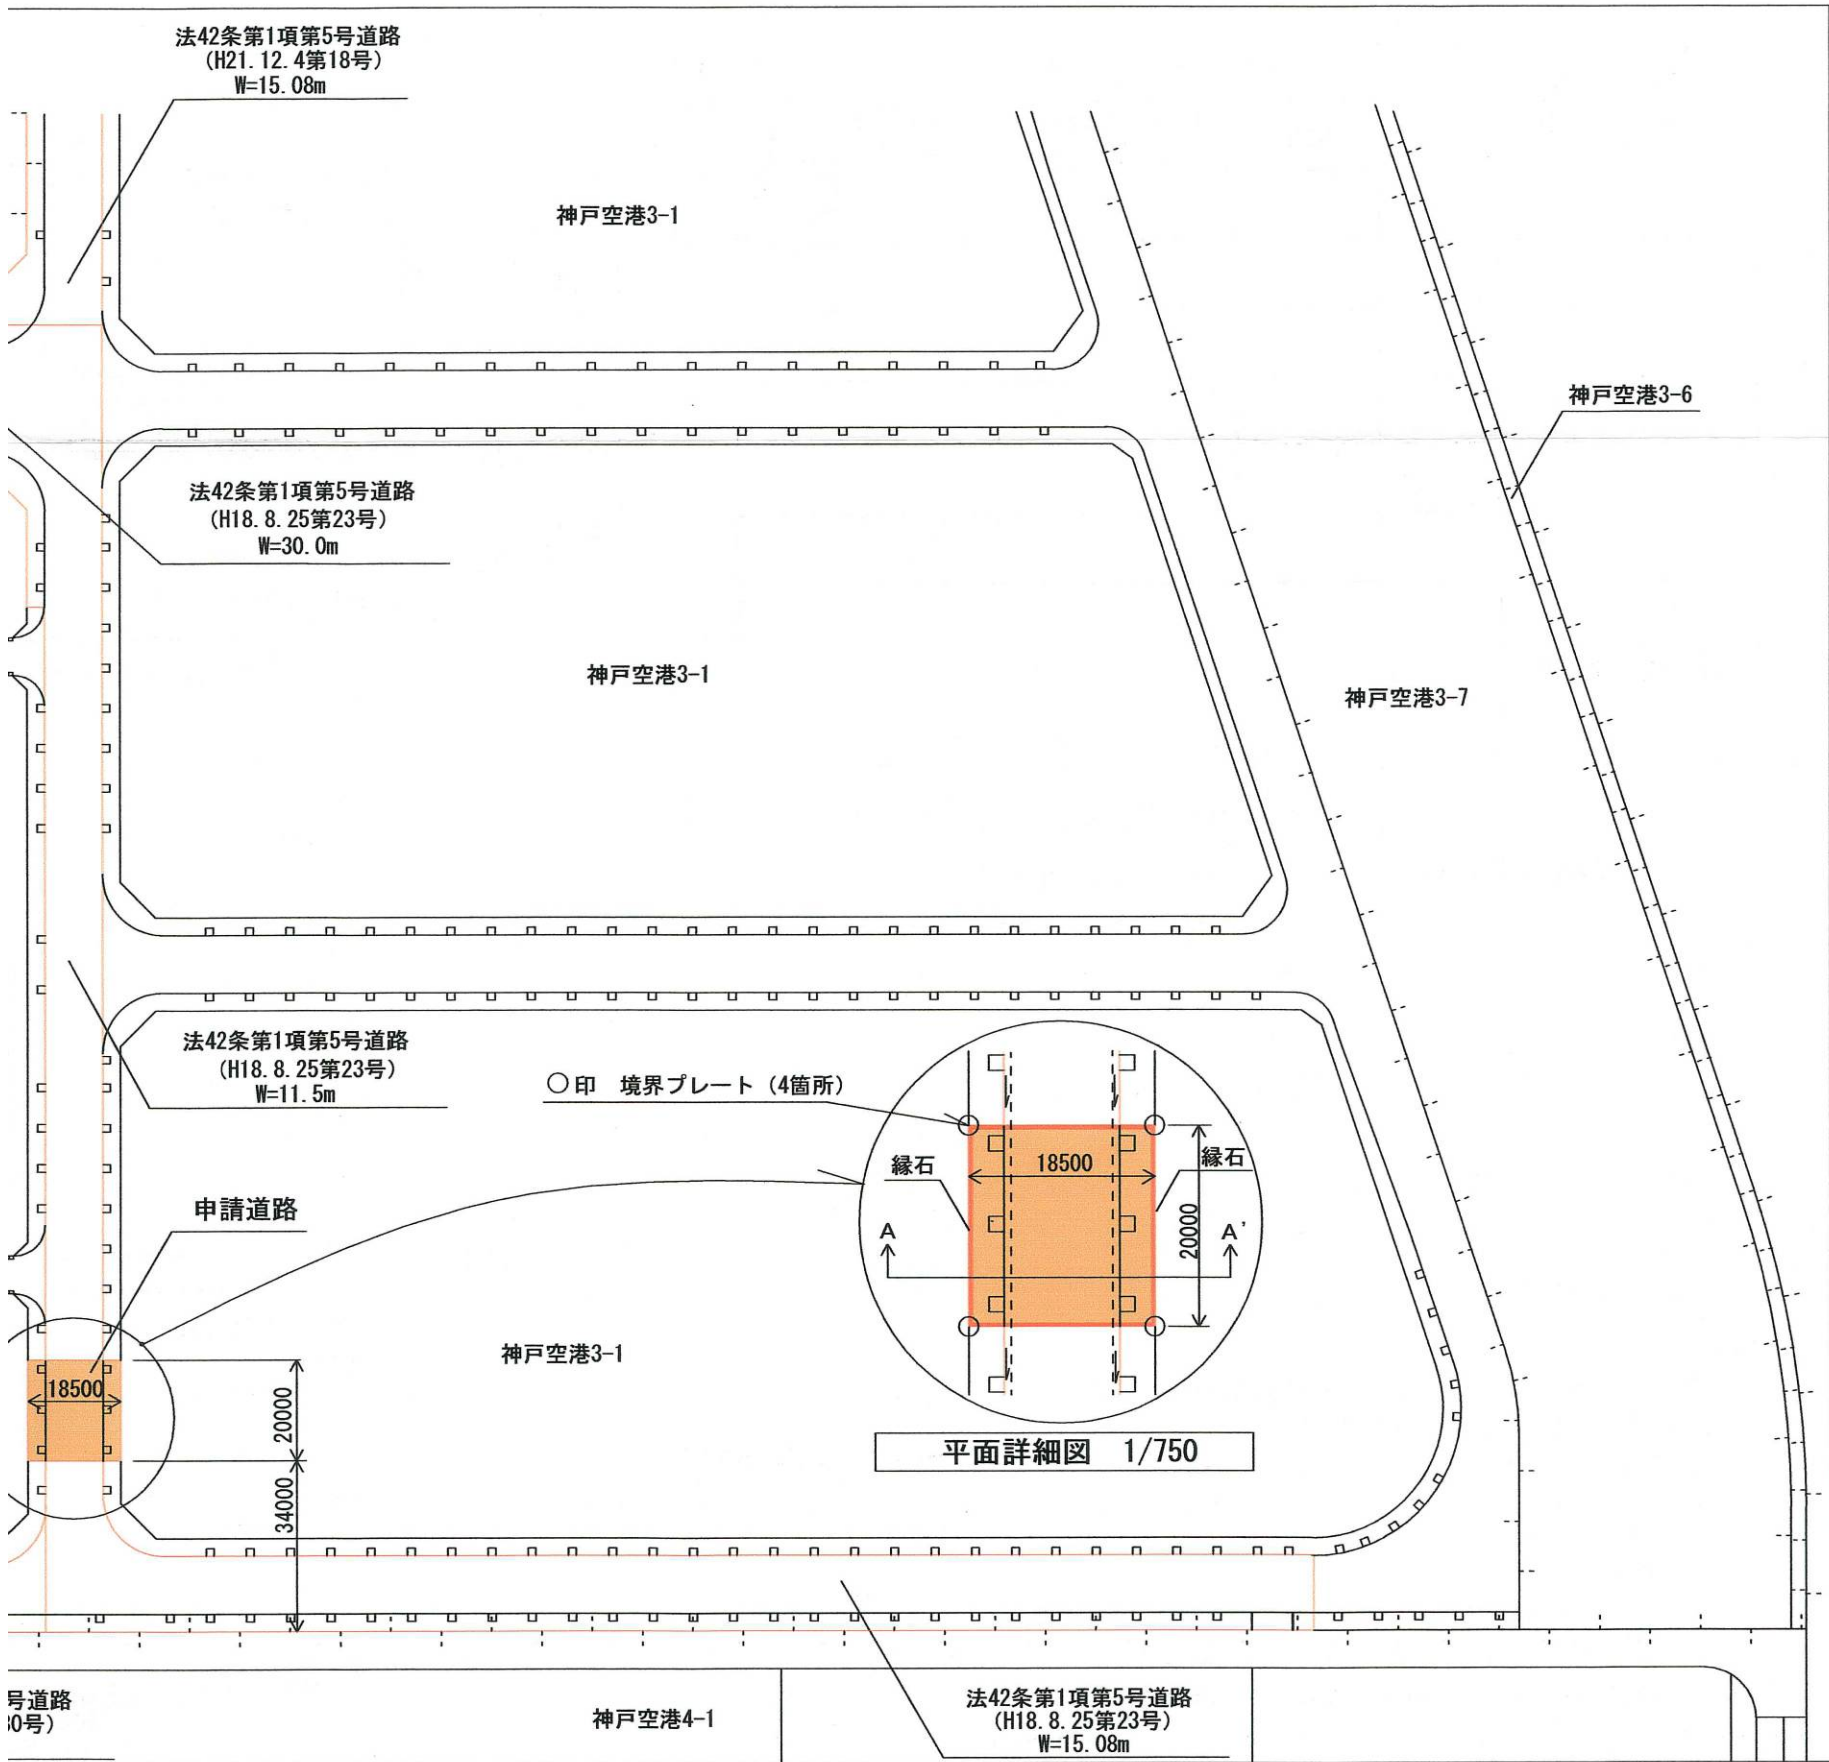 法42条第1項第5号道路
(H21.12.4第18号)
W=15.08m
神戸空港3-1
神戸空港3-6
法42条第1項第5号道路
(H18.8.25第23号)
W=30.0m
神戸空港3-1
神戸空港3-7
法42条第1項第5号道路
(H18.8.25第23号)
W=11.5m
○印 境界プレート(4箇所)
縁石
18500
縁石
20000
A
A'
申請道路
神戸空港3-1
18500
20000
34000
平面詳細図 1/750
号道路
0号)
神戸空港4-1
法42条第1項第5号道路
(H18.8.25第23号)
W=15.08m